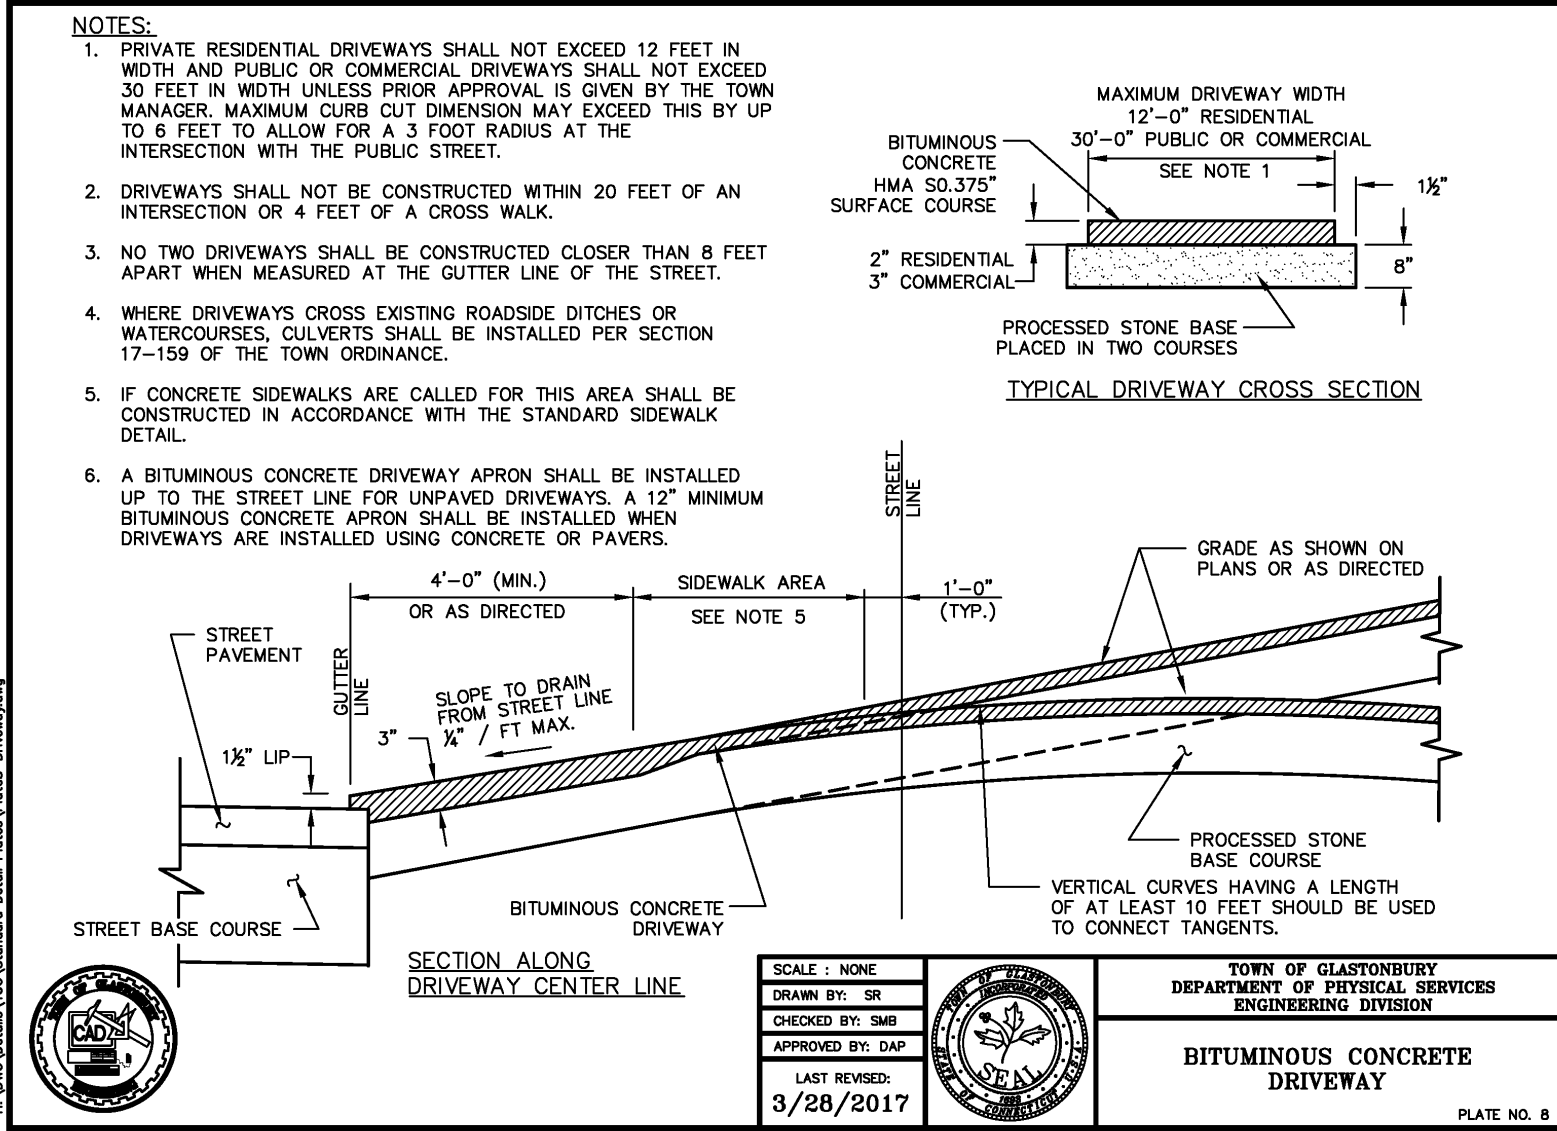 NOTES:
1. PRIVATE RESIDENTIAL DRIVEWAYS SHALL NOT EXCEED 12 FEET IN
WIDTH AND PUBLIC OR COMMERCIAL DRIVEWAYS SHALL NOT EXCEED
30 FEET IN WIDTH UNLESS PRIOR APPROVAL IS GIVEN BY THE TOWN
MANAGER. MAXIMUM CURB CUT DIMENSION MAY EXCEED THIS BY UP
TO 6 FEET TO ALLOW FOR A 3 FOOT RADIUS AT THE
INTERSECTION WITH THE PUBLIC STREET.
2. DRIVEWAYS SHALL NOT BE CONSTRUCTED WITHIN 20 FEET OF AN
INTERSECTION OR 4 FEET OF A CROSS WALK.
3. NO TWO DRIVEWAYS SHALL BE CONSTRUCTED CLOSER THAN 8 FEET
APART WHEN MEASURED AT THE GUTTER LINE OF THE STREET.
4. WHERE DRIVEWAYS CROSS EXISTING ROADSIDE DITCHES OR
WATERCOURSES, CULVERTS SHALL BE INSTALLED PER SECTION
17-159 OF THE TOWN ORDINANCE.
5. IF CONCRETE SIDEWALKS ARE CALLED FOR THIS AREA SHALL BE
CONSTRUCTED IN ACCORDANCE WITH THE STANDARD SIDEWALK
DETAIL.
6. A BITUMINOUS CONCRETE DRIVEWAY APRON SHALL BE INSTALLED
UP TO THE STREET LINE FOR UNPAVED DRIVEWAYS. A 12" MINIMUM
BITUMINOUS CONCRETE APRON SHALL BE INSTALLED WHEN
DRIVEWAYS ARE INSTALLED USING CONCRETE OR PAVERS.
MAXIMUM DRIVEWAY WIDTH
12'-0" RESIDENTIAL
30'-0" PUBLIC OR COMMERCIAL
SEE NOTE 1
BITUMINOUS
CONCRETE
HMA S0.375"
SURFACE COURSE
1½"
2" RESIDENTIAL
3" COMMERCIAL
8"
PROCESSED STONE BASE
PLACED IN TWO COURSES
TYPICAL DRIVEWAY CROSS SECTION
STREET
LINE
GRADE AS SHOWN ON
PLANS OR AS DIRECTED
4'-0" (MIN.)
OR AS DIRECTED
SIDEWALK AREA
SEE NOTE 5
1'-0"
(TYP.)
STREET
PAVEMENT
GUTTER
LINE
SLOPE TO DRAIN
FROM STREET LINE
¼" / FT MAX.
3"
1½" LIP
PROCESSED STONE
BASE COURSE
VERTICAL CURVES HAVING A LENGTH
OF AT LEAST 10 FEET SHOULD BE USED
TO CONNECT TANGENTS.
BITUMINOUS CONCRETE
DRIVEWAY
STREET BASE COURSE
SECTION ALONG
DRIVEWAY CENTER LINE
TOWN OF GLASTONBURY
CAD
SCALE : NONE
DRAWN BY: SR
CHECKED BY: SMB
APPROVED BY: DAP
LAST REVISED:
3/28/2017
TOWN OF GLASTONBURY
INCORPORATED
SEAL
1693
STATE OF CONNECTICUT U.S.A.
TOWN OF GLASTONBURY
DEPARTMENT OF PHYSICAL SERVICES
ENGINEERING DIVISION
BITUMINOUS CONCRETE
DRIVEWAY
PLATE NO. 8